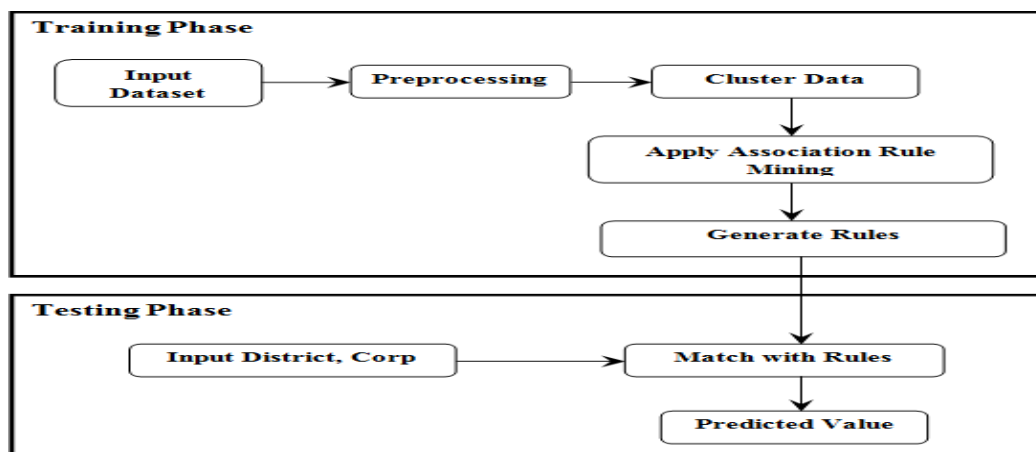 Training Phase
Input
Dataset
Preprocessing
Cluster Data
Apply Association Rule
Mining
Generate Rules
Testing Phase
Input District, Corp
Match with Rules
Predicted Value